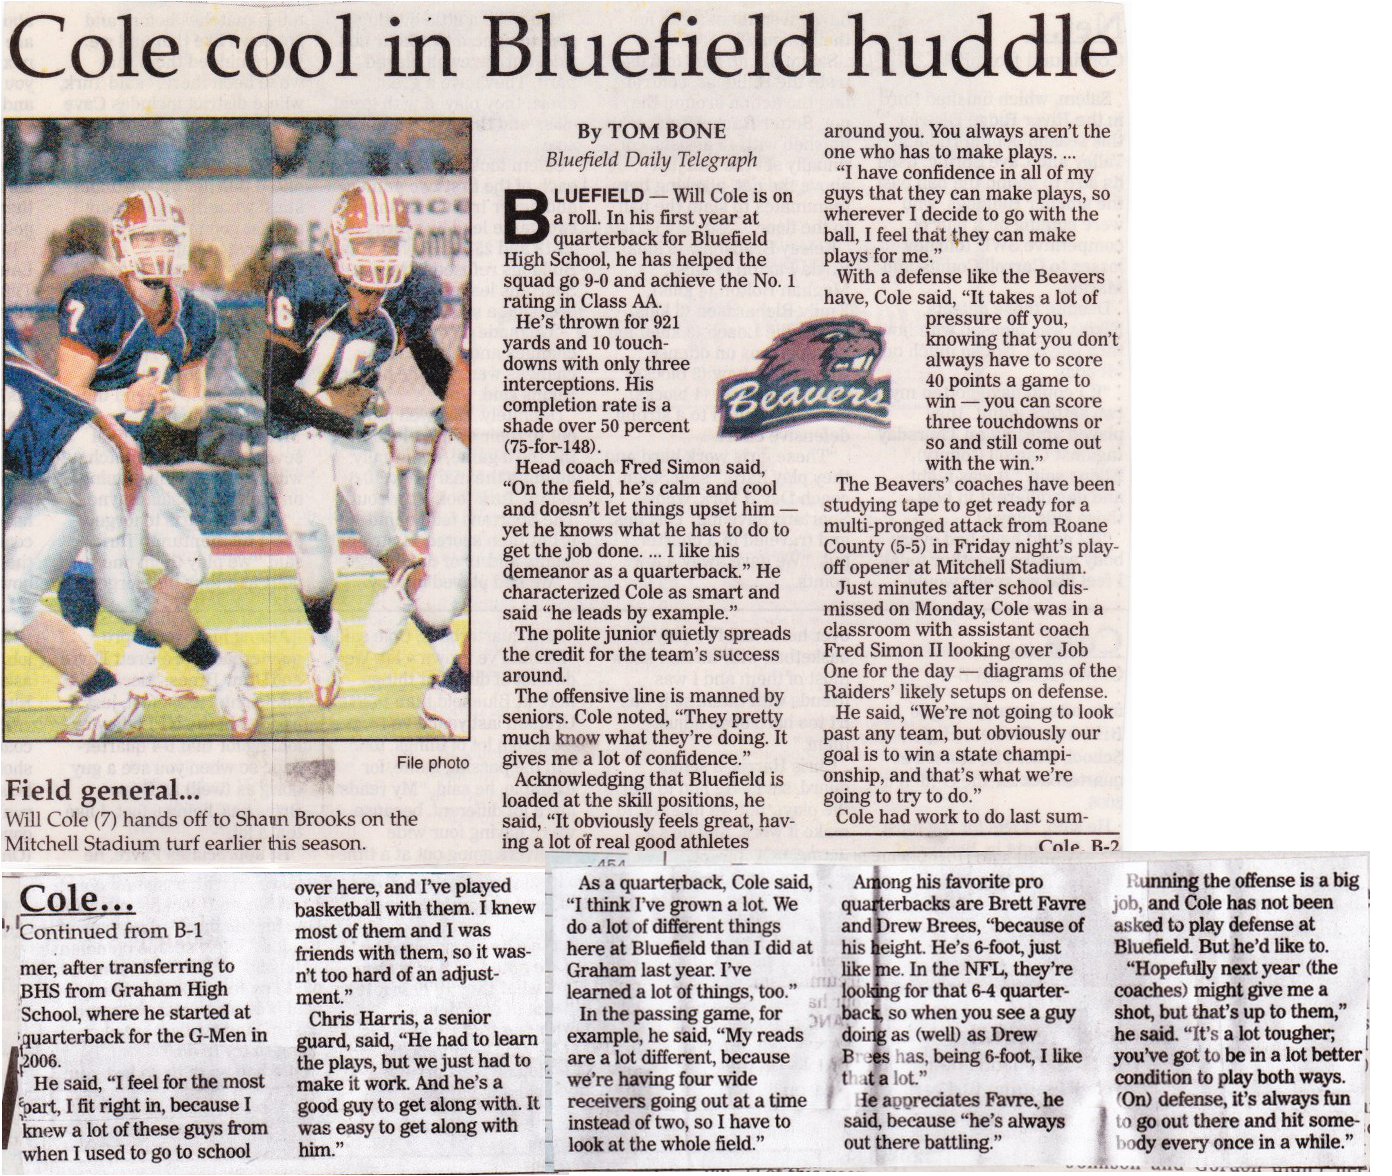 Cole cool in Bluefield huddle
File photo
Field general...
Will Cole (7) hands off to Shaun Brooks on the
Mitchell Stadium turf earlier this season.
By TOM BONE
Bluefield Daily Telegraph
BLUEFIELD — Will Cole is on
a roll. In his first year at
quarterback for Bluefield
High School, he has helped the
squad go 9-0 and achieve the No. 1
rating in Class AA.
He's thrown for 921
yards and 10 touch-
downs with only three
interceptions. His
completion rate is a
shade over 50 percent
(75-for-148).
Head coach Fred Simon said,
"On the field, he's calm and cool
and doesn't let things upset him —
yet he knows what he has to do to
get the job done. ... I like his
demeanor as a quarterback." He
characterized Cole as smart and
said "he leads by example."
The polite junior quietly spreads
the credit for the team's success
around.
The offensive line is manned by
seniors. Cole noted, "They pretty
much know what they're doing. It
gives me a lot of confidence."
Acknowledging that Bluefield is
loaded at the skill positions, he
said, "It obviously feels great, hav-
ing a lot of real good athletes
around you. You always aren't the
one who has to make plays. ...
"I have confidence in all of my
guys that they can make plays, so
wherever I decide to go with the
ball, I feel that they can make
plays for me."
With a defense like the Beavers
have, Cole said, "It takes a lot of
pressure off you,
knowing that you don't
always have to score
40 points a game to
win — you can score
three touchdowns or
so and still come out
with the win."
Beavers
The Beavers' coaches have been
studying tape to get ready for a
multi-pronged attack from Roane
County (5-5) in Friday night's play-
off opener at Mitchell Stadium.
Just minutes after school dis-
missed on Monday, Cole was in a
classroom with assistant coach
Fred Simon II looking over Job
One for the day — diagrams of the
Raiders' likely setups on defense.
He said, "We're not going to look
past any team, but obviously our
goal is to win a state champi-
onship, and that's what we're
going to try to do."
Cole had work to do last sum-
Cole, B-2
Cole...
Continued from B-1
mer, after transferring to
BHS from Graham High
School, where he started at
quarterback for the G-Men in
2006.
He said, "I feel for the most
part, I fit right in, because I
knew a lot of these guys from
when I used to go to school
over here, and I've played
basketball with them. I knew
most of them and I was
friends with them, so it was-
n't too hard of an adjust-
ment."
Chris Harris, a senior
guard, said, "He had to learn
the plays, but we just had to
make it work. And he's a
good guy to get along with. It
was easy to get along with
him."
As a quarterback, Cole said,
"I think I've grown a lot. We
do a lot of different things
here at Bluefield than I did at
Graham last year. I've
learned a lot of things, too."
In the passing game, for
example, he said, "My reads
are a lot different, because
we're having four wide
receivers going out at a time
instead of two, so I have to
look at the whole field."
Among his favorite pro
quarterbacks are Brett Favre
and Drew Brees, "because of
his height. He's 6-foot, just
like me. In the NFL, they're
looking for that 6-4 quarter-
back, so when you see a guy
doing as (well) as Drew
Brees has, being 6-foot, I like
that a lot."
He appreciates Favre, he
said, because "he's always
out there battling."
Running the offense is a big
job, and Cole has not been
asked to play defense at
Bluefield. But he'd like to.
"Hopefully next year (the
coaches) might give me a
shot, but that's up to them,"
he said. "It's a lot tougher;
you've got to be in a lot better
condition to play both ways.
(On) defense, it's always fun
to go out there and hit some-
body every once in a while."